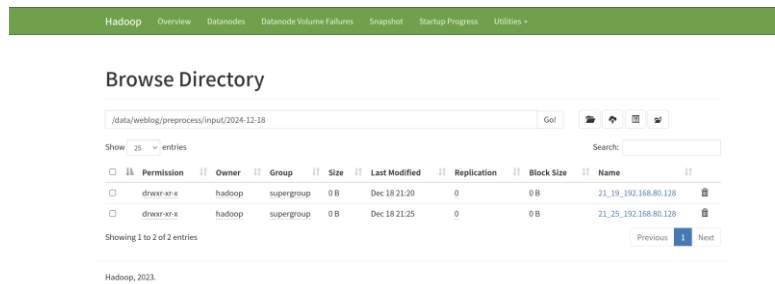 Hadoop Overview Datanodes Datanode Volume Failures Snapshot Startup Progress Utilities
Browse Directory
/data/weblog/preprocess/input/2024-12-18 Go!
Show 25 entries Search:
Permission Owner Group Size Last Modified Replication Block Size Name
drwxr-xr-x hadoop supergroup 0 B Dec 18 21:20 0 0 B 21_19_192.168.80.128
drwxr-xr-x hadoop supergroup 0 B Dec 18 21:25 0 0 B 21_25_192.168.80.128
Showing 1 to 2 of 2 entries Previous 1 Next
Hadoop, 2023.